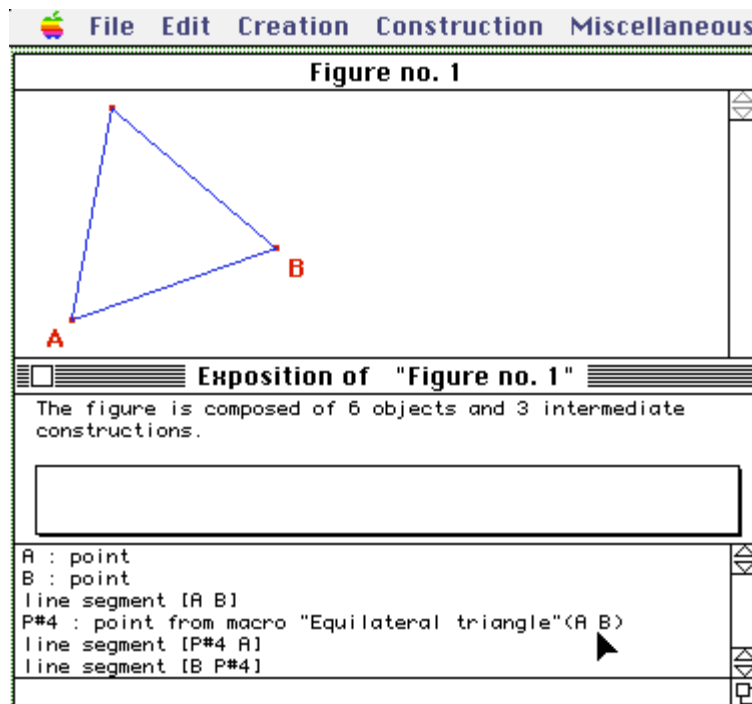 File Edit Creation Construction Miscellaneous
Figure no. 1
B
A
Exposition of "Figure no. 1"
The figure is composed of 6 objects and 3 intermediate
constructions.
A : point
B : point
line segment [A B]
P#4 : point from macro "Equilateral triangle"(A B)
line segment [P#4 A]
line segment [B P#4]